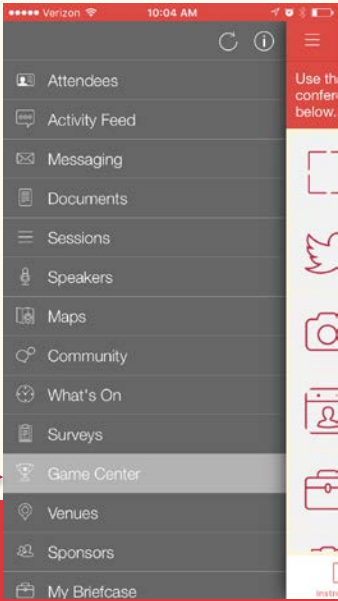 Verizon 10:04 AM
Attendees
Use th
Activity Feed
confer
below.
Messaging
Documents
Sessions
Speakers
Maps
Community
What's On
Surveys
Game Center
Venues
Sponsors
My Briefcase
Instr